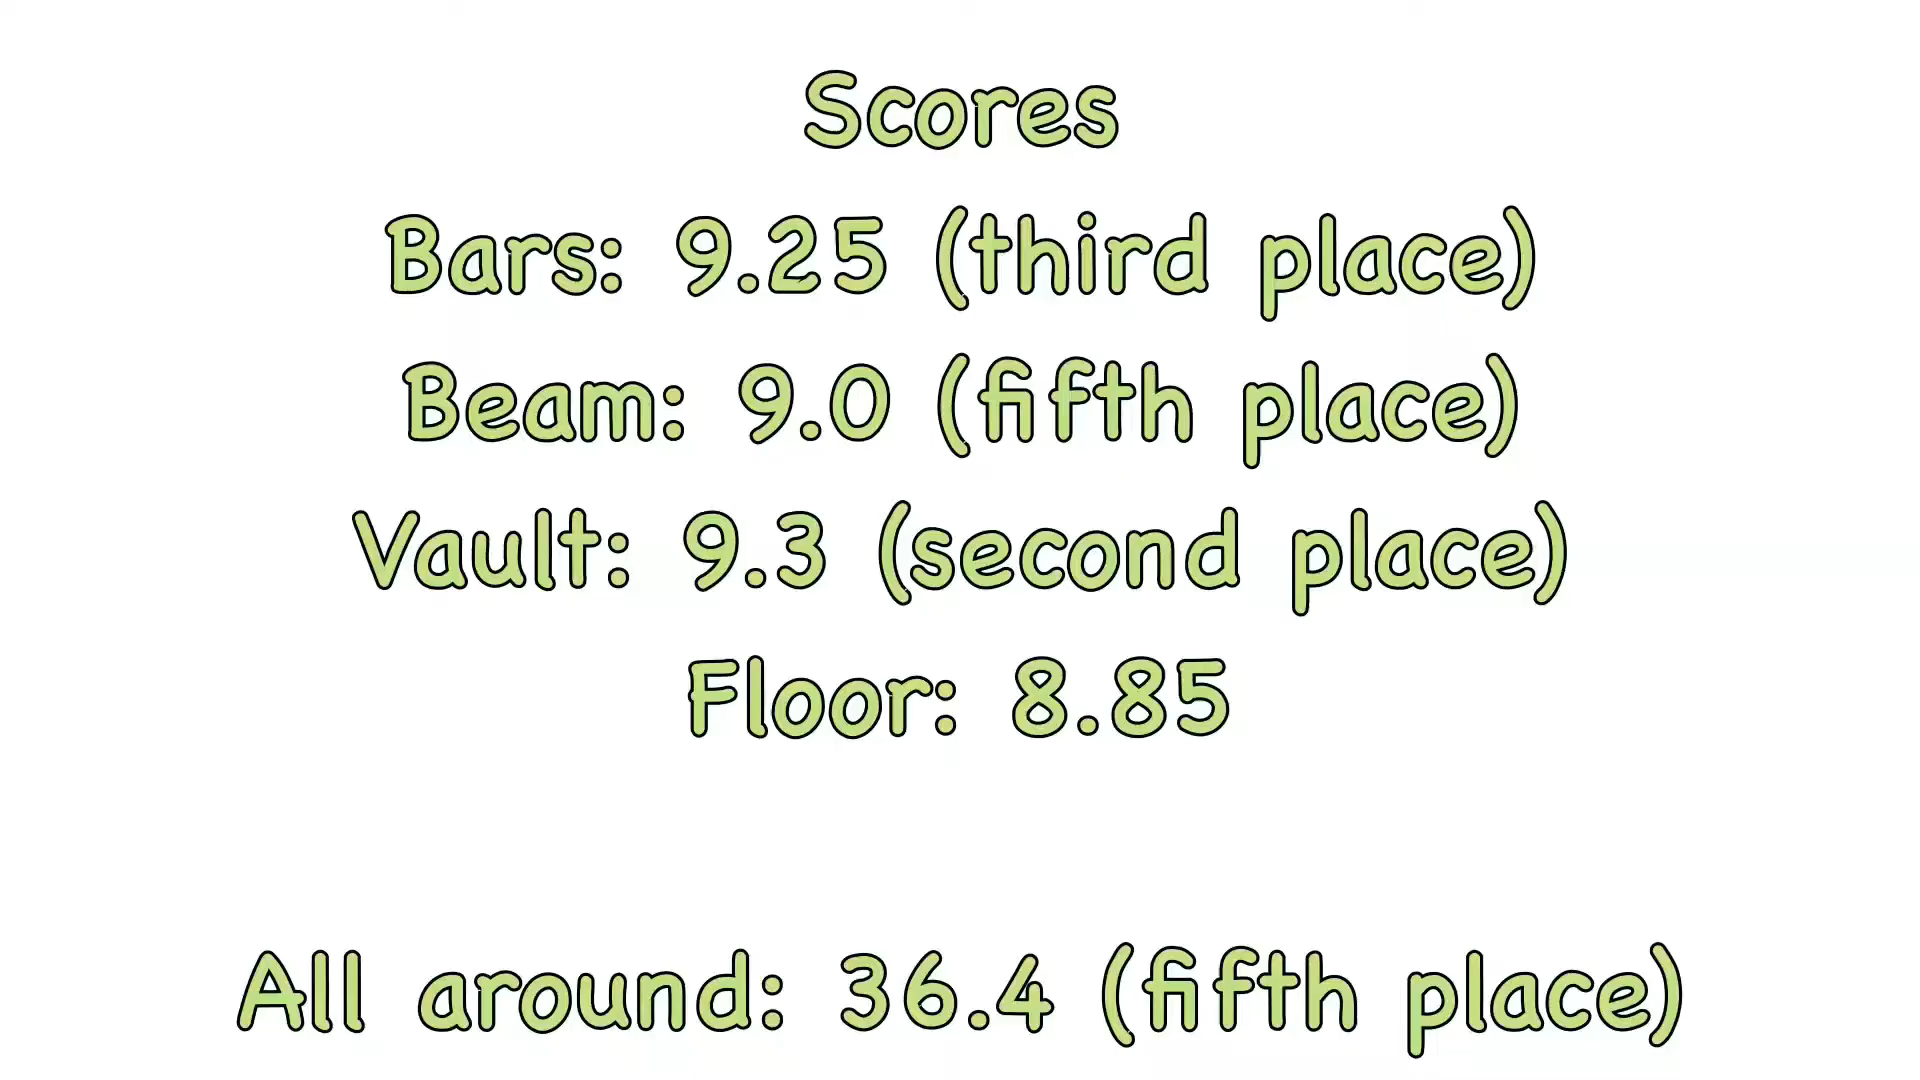 Scores
Bars: 9.25 (third place)
Beam: 9.0 (fifth place)
Vault: 9.3 (second place)
Floor: 8.85
All around: 36.4 (fifth place)